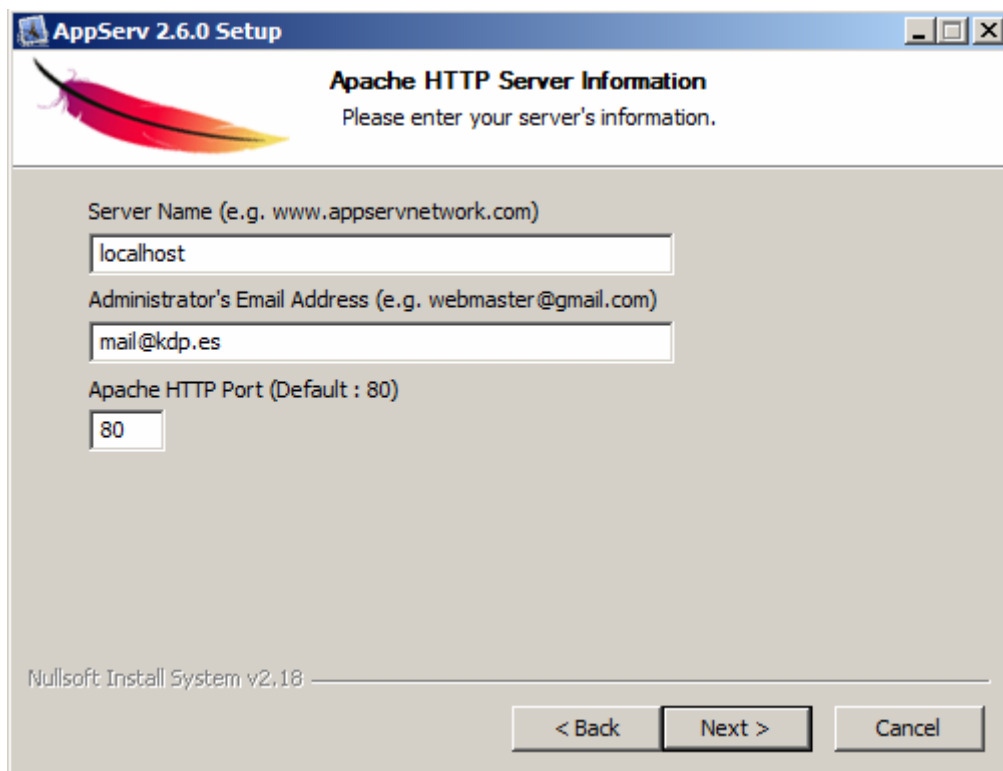 AppServ 2.6.0 Setup
Apache HTTP Server Information
Please enter your server's information.
Server Name (e.g. www.appservnetwork.com)
localhost
Administrator's Email Address (e.g. webmaster@gmail.com)
mail@kdp.es
Apache HTTP Port (Default : 80)
80
Nullsoft Install System v2.18
< Back Next > Cancel